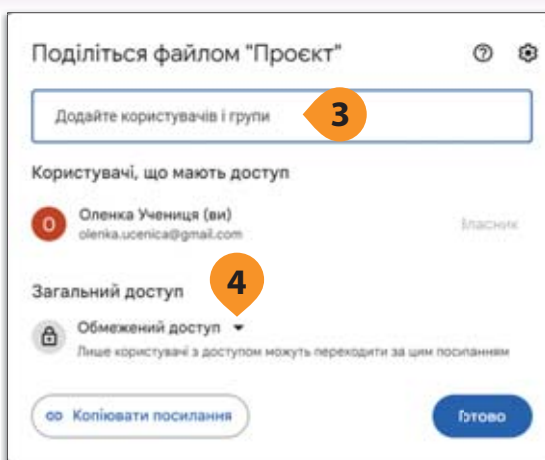 Поділіться файлом "Проєкт"
Додайте користувачів і групи
3
Користувачі, що мають доступ
О
Оленка Учениця (ви)
olenka.ucenica@gmail.com
Власник
Загальний доступ
4
Обмежений доступ
Лише користувачі з доступом можуть переходити за цим посиланням
Копіювати посилання
Готово